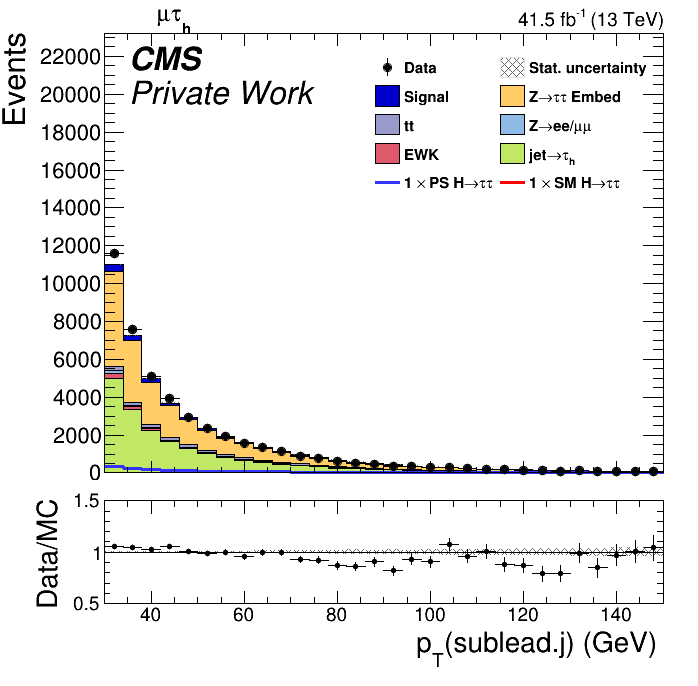 μτh
41.5 fb-1 (13 TeV)
CMS
Private Work
Data
Stat. uncertainty
Signal
Z→ττ Embed
tt
Z→ee/μμ
EWK
jet→τh
1 × PS H→ττ
1 × SM H→ττ
Events
22000
20000
18000
16000
14000
12000
10000
8000
6000
4000
2000
0
Data/MC
1.5
1
0.5
40 60 80 100 120 140
pT(sublead.j) (GeV)